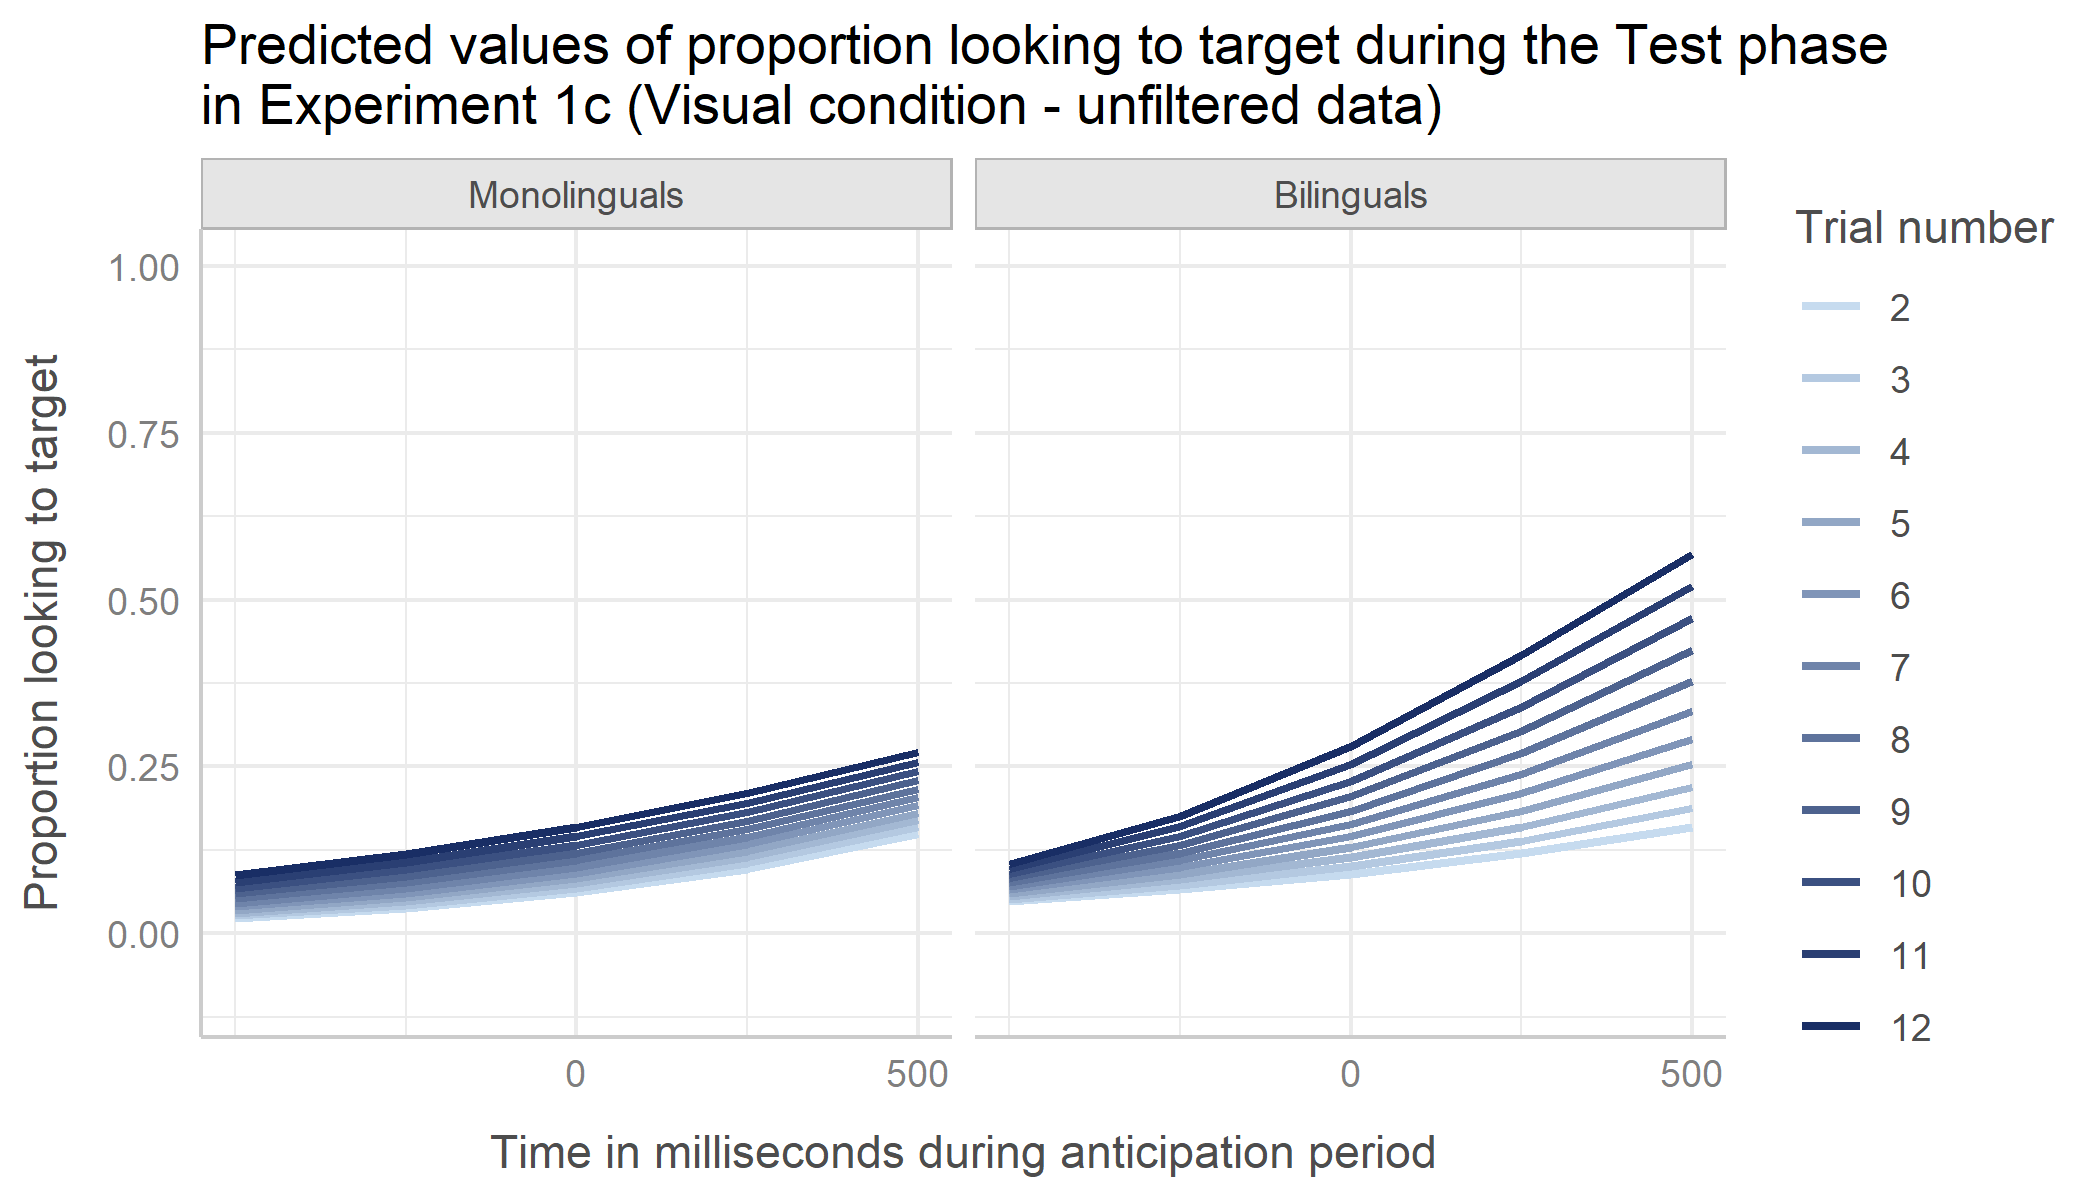 Predicted values of proportion looking to target during the Test phase
in Experiment 1c (Visual condition - unfiltered data)
Monolinguals
Bilinguals
Proportion looking to target
1.00
0.75
0.50
0.25
0.00
0
500
0
500
Time in milliseconds during anticipation period
Trial number
2
3
4
5
6
7
8
9
10
11
12